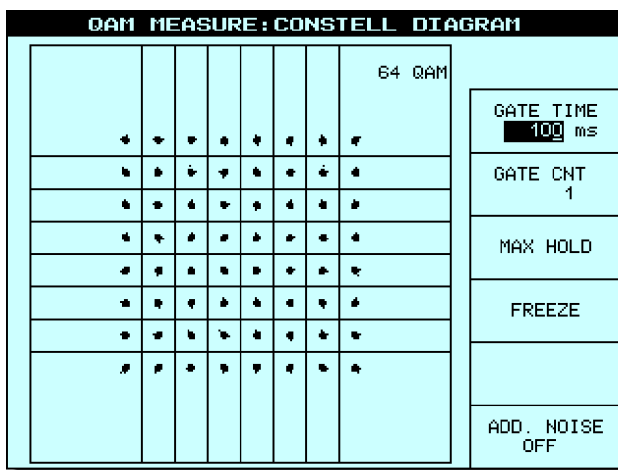 QAM MEASURE:CONSTELL DIAGRAM
64 QAM
GATE TIME
100 ms
GATE CNT
1
MAX HOLD
FREEZE
ADD. NOISE
OFF